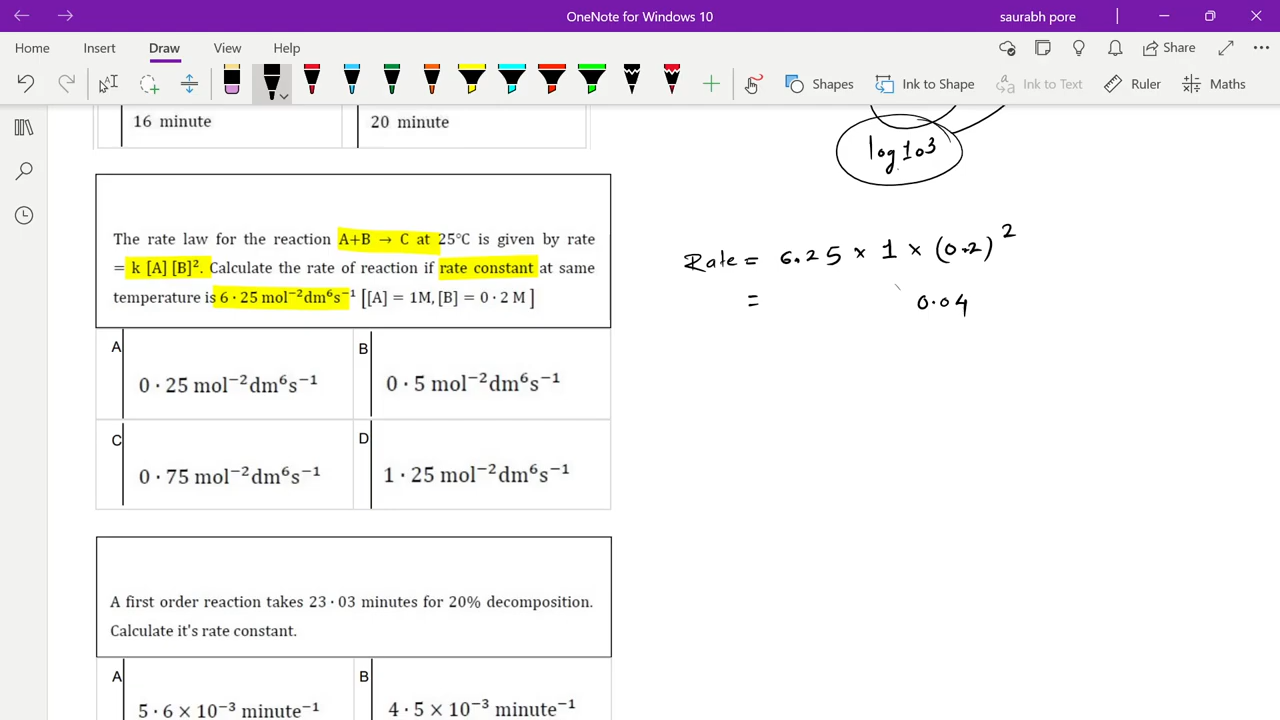 OneNote for Windows 10
saurabh pore
Home Insert Draw View Help
Share
Shapes Ink to Shape Ink to Text Ruler Maths
16 minute 20 minute
log 10³
The rate law for the reaction A+B → C at 25°C is given by rate
= k [A] [B]². Calculate the rate of reaction if rate constant at same
temperature is 6 · 25 mol⁻²dm⁶s⁻¹ [[A] = 1M, [B] = 0 · 2 M ]
Rate = 6.25 × 1 × (0.2)²
= 0.04
A 0 · 25 mol⁻²dm⁶s⁻¹
B 0 · 5 mol⁻²dm⁶s⁻¹
C 0 · 75 mol⁻²dm⁶s⁻¹
D 1 · 25 mol⁻²dm⁶s⁻¹
A first order reaction takes 23 · 03 minutes for 20% decomposition.
Calculate it's rate constant.
A 5 · 6 × 10⁻³ minute⁻¹
B 4 · 5 × 10⁻³ minute⁻¹